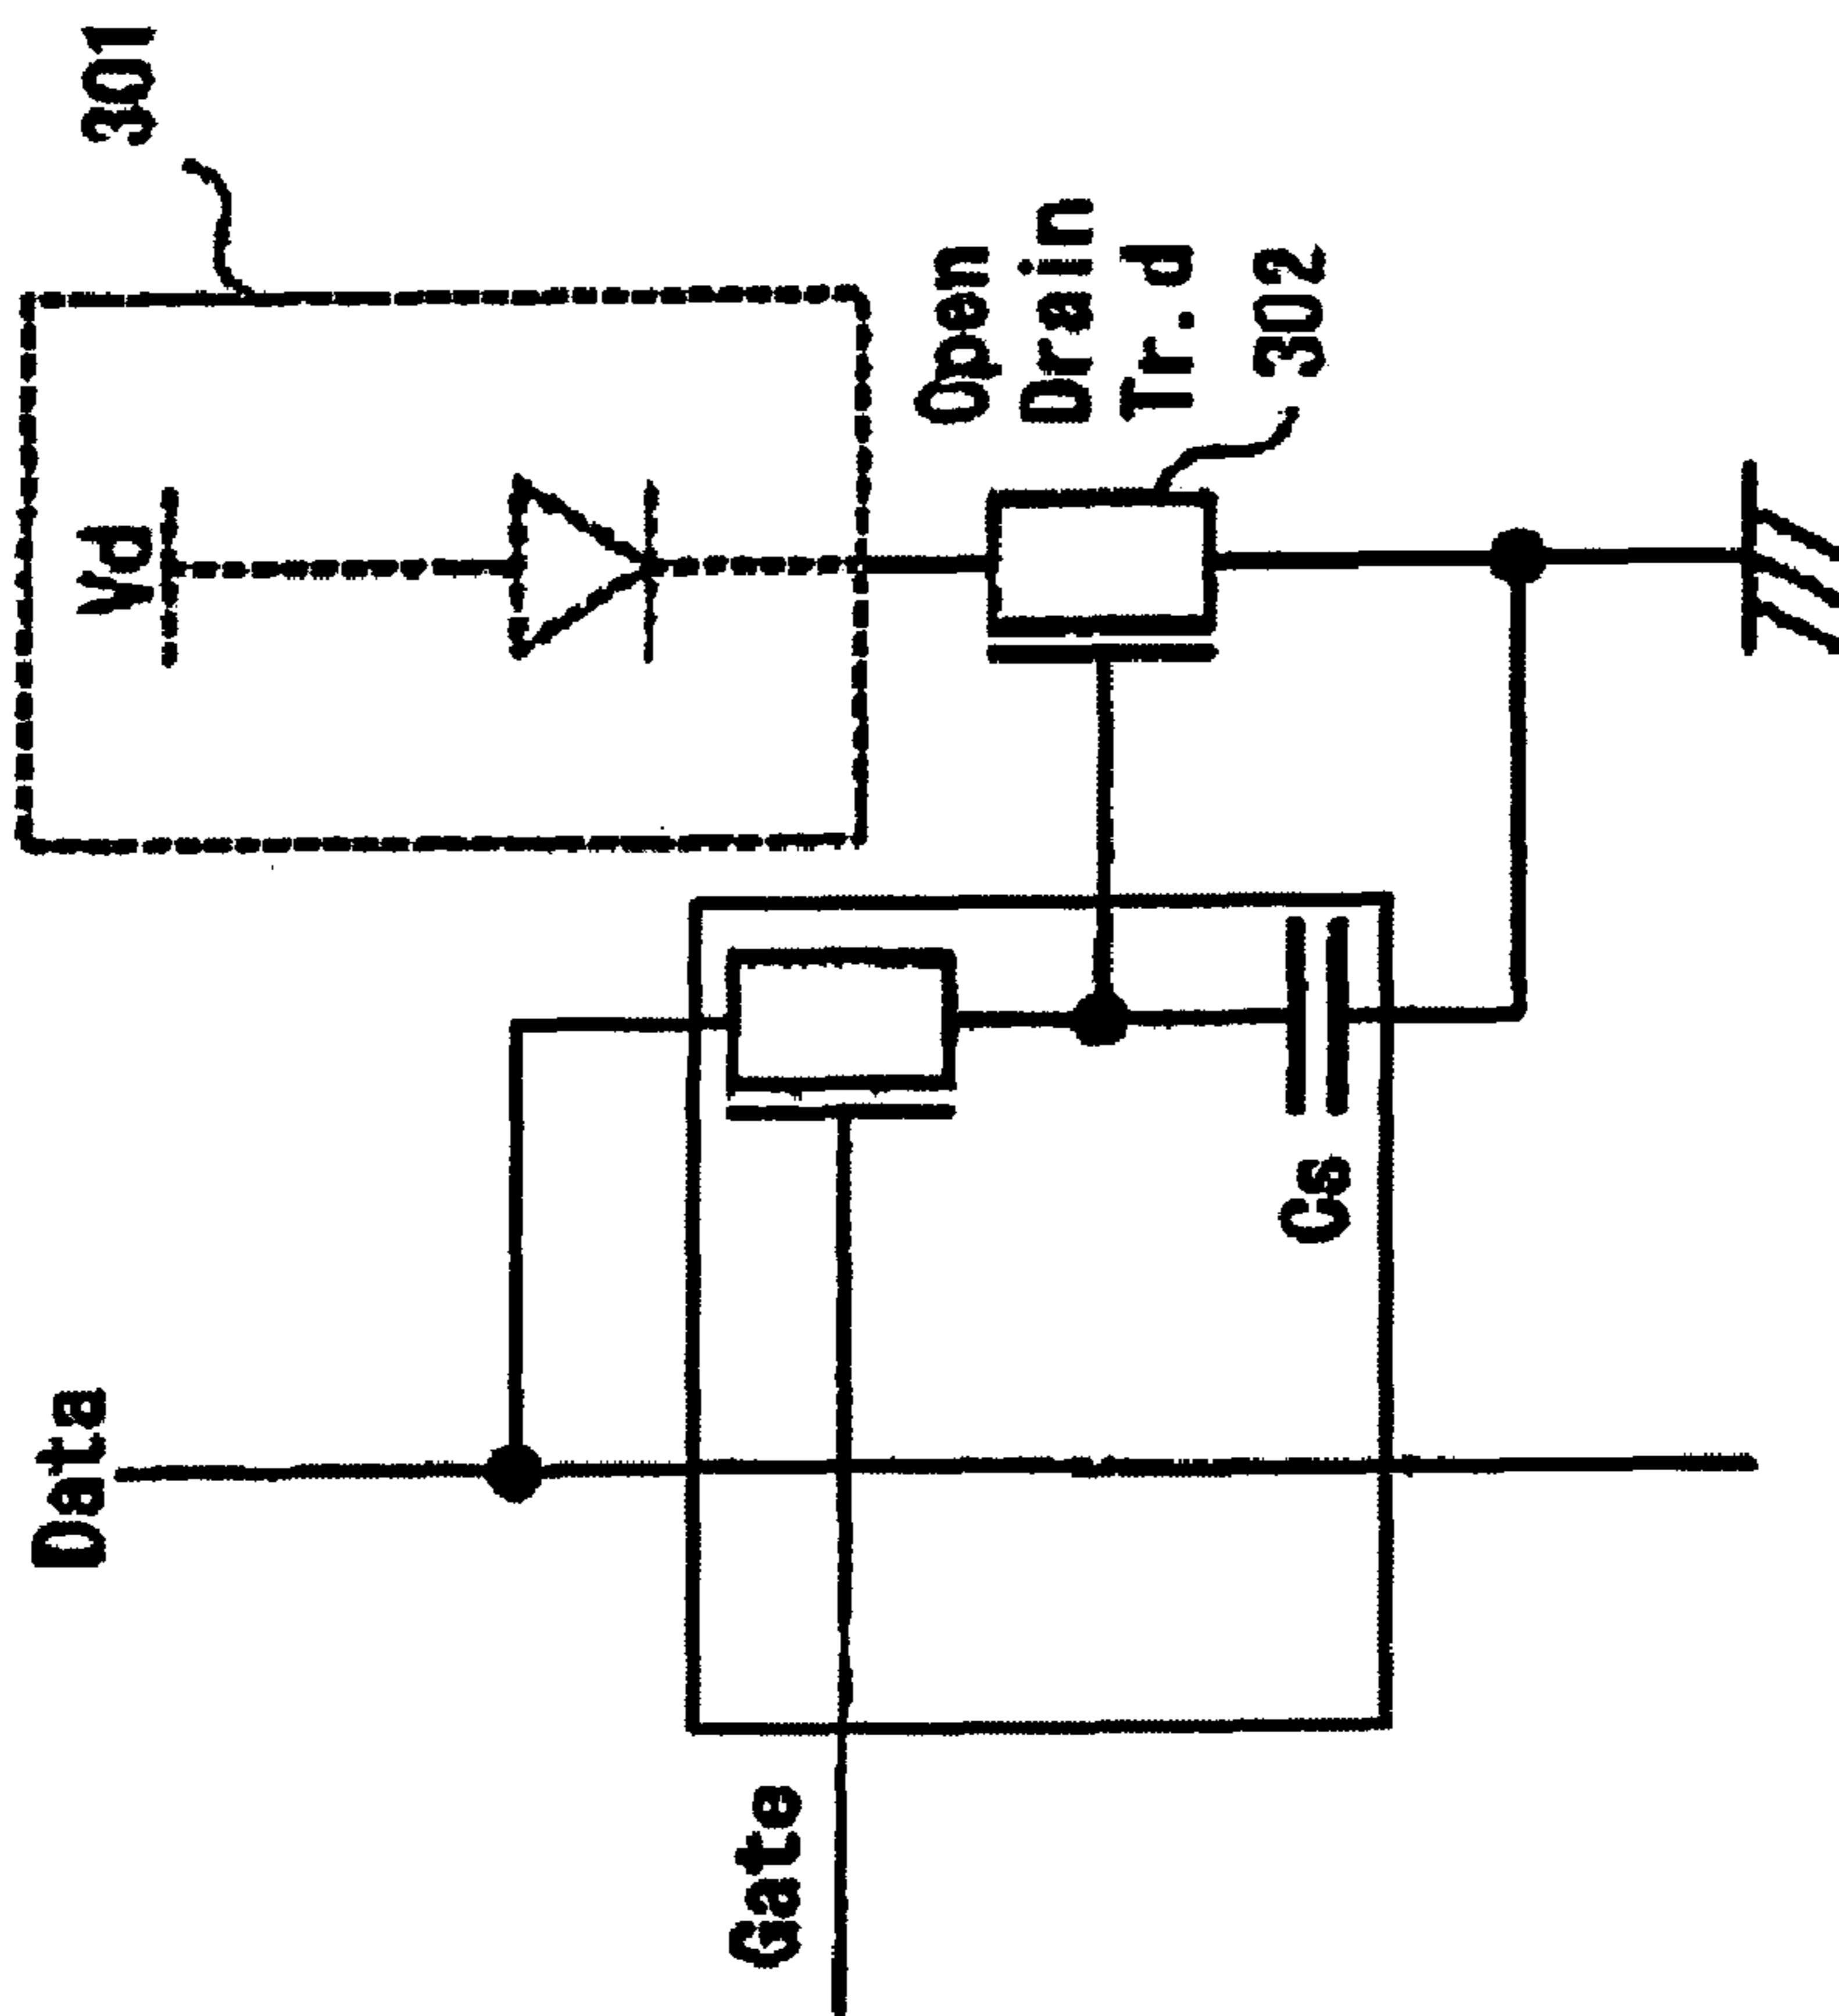 Data
Vd
301
Gate
Cs
Open
Drain
Tr. d
302